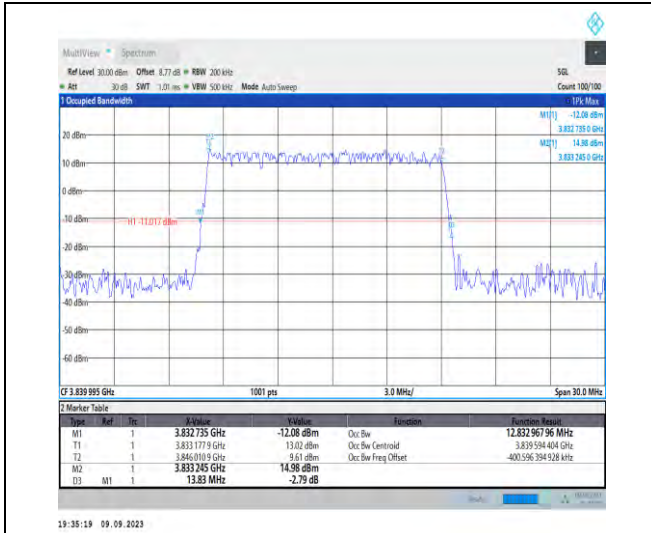 MultiView Spectrum
Ref Level 30.00 dBm Offset 8.77 dB RBW 200 kHz SGL
Att 30 dB SWT 1.01 ms VBW 500 kHz Mode Auto Sweep Count 100/100
1 Occupied Bandwidth 1Pk Max
M1[1] -12.08 dBm
3.832 735 0 GHz
M2[1] 14.98 dBm
3.833 245 0 GHz
20 dBm
10 dBm
0 dBm
-10 dBm
H1 -11.017 dBm
-20 dBm
-30 dBm
-40 dBm
-50 dBm
-60 dBm
CF 3.839 995 GHz 1001 pts 3.0 MHz/ Span 30.0 MHz
2 Marker Table
Type Ref Trc X-Value Y-Value Function Function Result
M1 1 3.832 735 GHz -12.08 dBm Occ Bw 12.832 967 96 MHz
T1 1 3.833 177 9 GHz 13.02 dBm Occ Bw Centroid 3.839 594 404 GHz
T2 1 3.846 010 9 GHz 9.61 dBm Occ Bw Freq Offset -400.596 394 928 kHz
M2 1 3.833 245 GHz 14.98 dBm
D3 M1 1 13.83 MHz -2.79 dB
19:35:19 09.09.2023